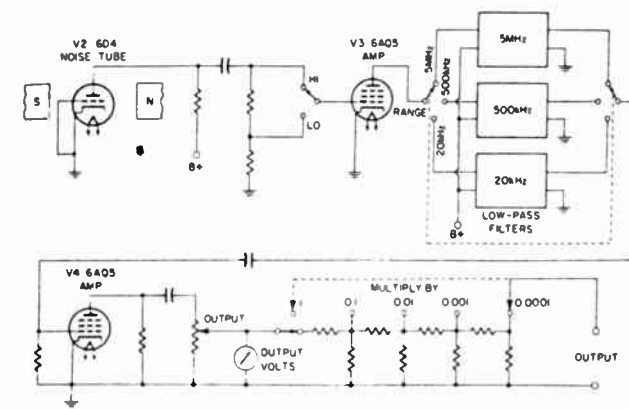 V2 6D4
NOISE TUBE
S
N
B+
HI
LO
V3 6AQ5
AMP
RANGE
5MHz
500kHz
20kHz
5MHz
500kHz
20kHz
LOW-PASS
FILTERS
B+
V4 6AQ5
AMP
OUTPUT
OUTPUT
VOLTS
MULTIPLY BY
1
0.1
0.01
0.001
0.0001
OUTPUT